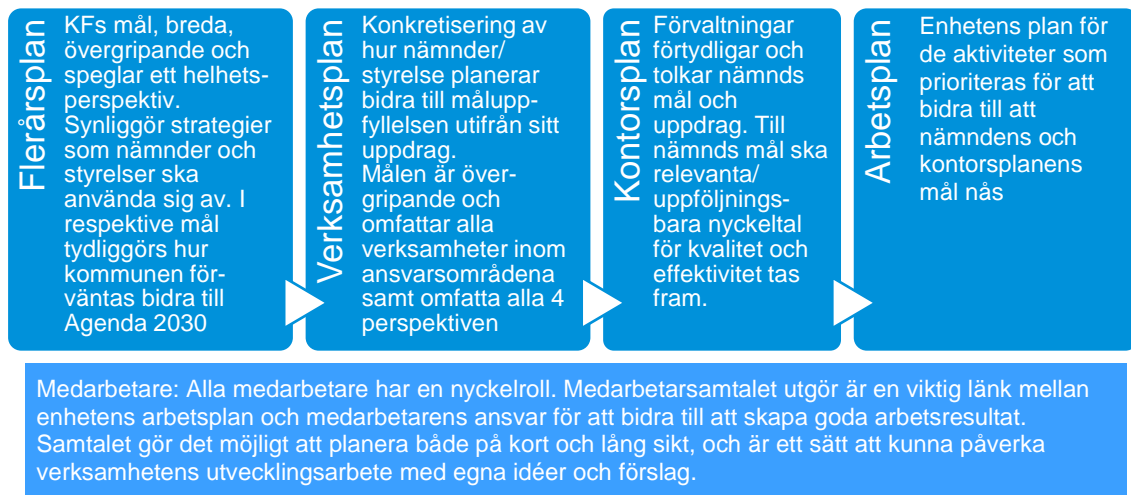 Flerårsplan
KFs mål, breda,
övergripande och
speglar ett helhets-
perspektiv.
Synliggör strategier
som nämnder och
styrelser ska
använda sig av. I
respektive mål
tydliggörs hur
kommunen för-
väntas bidra till
Agenda 2030
Verksamhetsplan
Konkretisering av
hur nämnder/
styrelse planerar
bidra till målupp-
fyllelsen utifrån sitt
uppdrag.
Målen är över-
gripande och
omfattar alla
verksamheter inom
ansvarsområdena
samt omfatta alla 4
perspektiven
Kontorsplan
Förvaltningar
förtydligar och
tolkar nämnds
mål och
uppdrag. Till
nämnds mål ska
relevanta/
uppföljnings-
bara nyckeltal
för kvalitet och
effektivitet tas
fram.
Arbetsplan
Enhetens plan för
de aktiviteter som
prioriteras för att
bidra till att
nämndens och
kontorsplanens
mål nås
Medarbetare: Alla medarbetare har en nyckelroll. Medarbetarsamtalet utgör är en viktig länk mellan
enhetens arbetsplan och medarbetarens ansvar för att bidra till att skapa goda arbetsresultat.
Samtalet gör det möjligt att planera både på kort och lång sikt, och är ett sätt att kunna påverka
verksamhetens utvecklingsarbete med egna idéer och förslag.